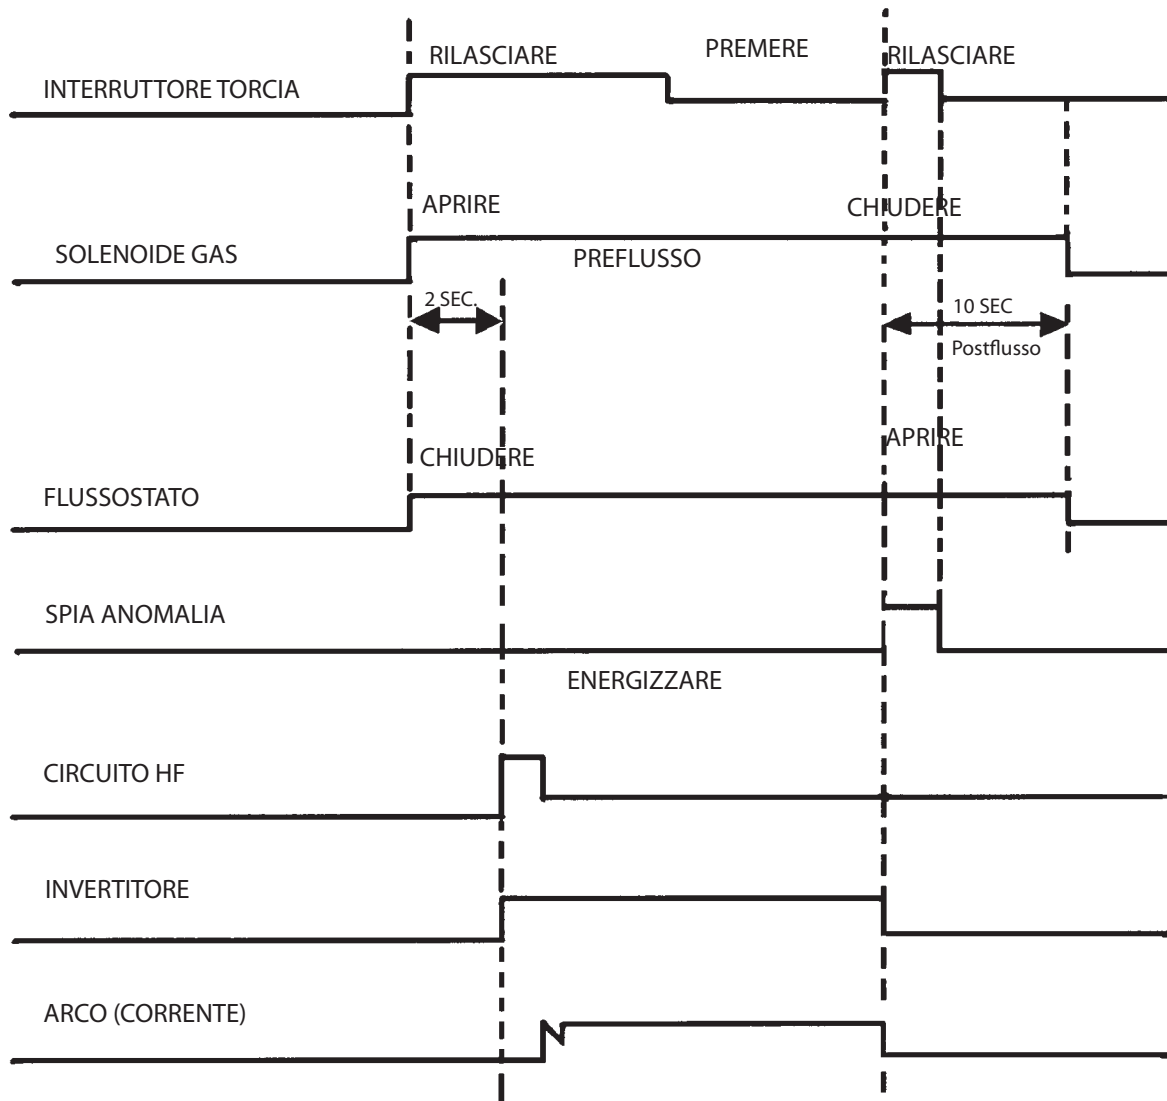 RILASCIARE
PREMERE
RILASCIARE
INTERRUTTORE TORCIA
APRIRE
CHIUDERE
SOLENOIDE GAS
PREFLUSSO
2 SEC.
10 SEC
Postflusso
CHIUDERE
APRIRE
FLUSSOSTATO
SPIA ANOMALIA
ENERGIZZARE
CIRCUITO HF
INVERTITORE
ARCO (CORRENTE)